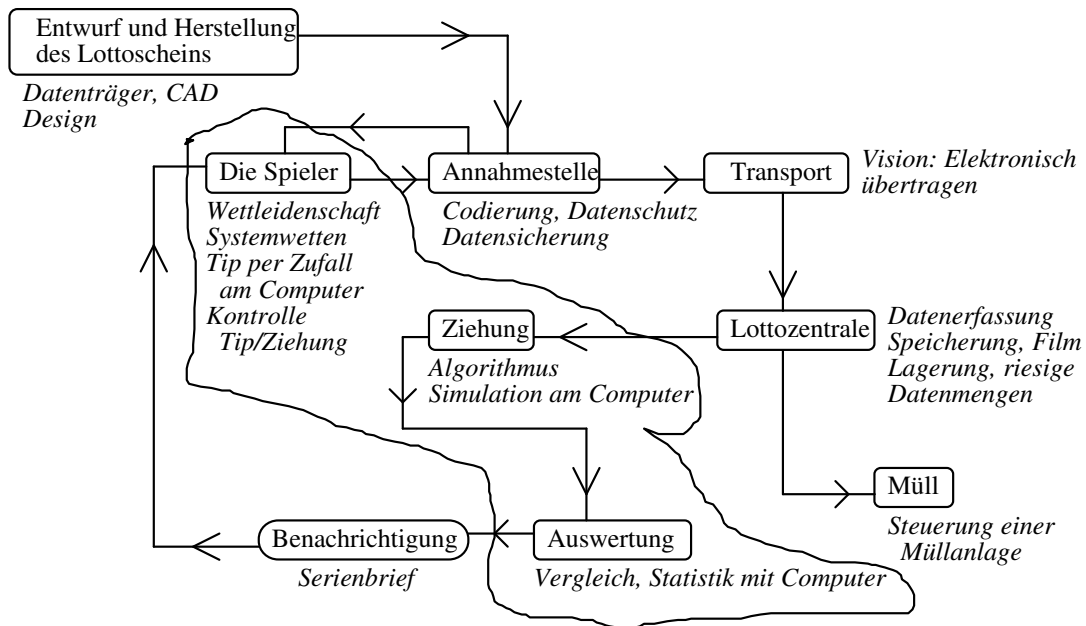 Entwurf und Herstellung
des Lottoscheins
Datenträger, CAD
Design
Die Spieler
Wettleidenschaft
Systemwetten
Tip per Zufall
am Computer
Kontrolle
Tip/Ziehung
Annahmestelle
Codierung, Datenschutz
Datensicherung
Transport
Vision: Elektronisch
übertragen
Ziehung
Algorithmus
Simulation am Computer
Lottozentrale
Datenerfassung
Speicherung, Film
Lagerung, riesige
Datenmengen
Müll
Steuerung einer
Müllanlage
Benachrichtigung
Serienbrief
Auswertung
Vergleich, Statistik mit Computer